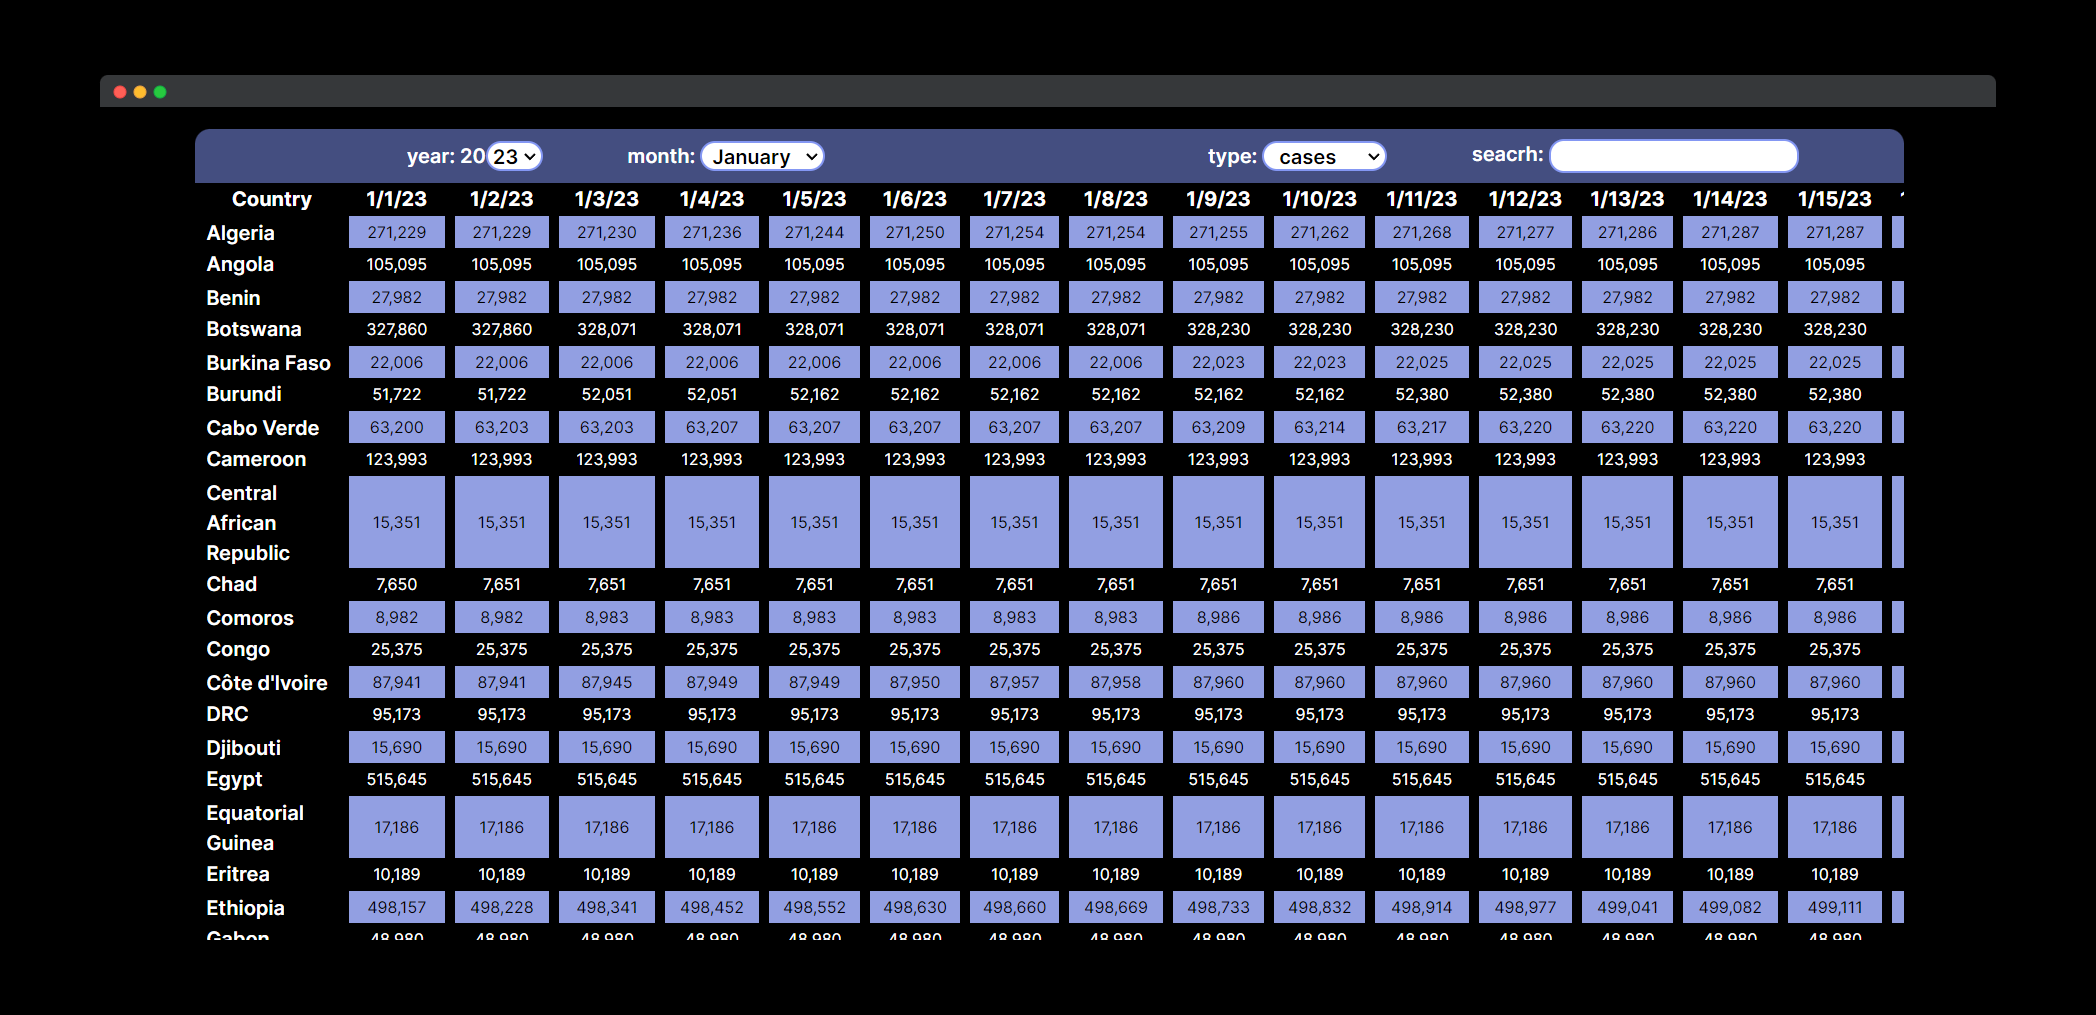 year: 2023 month: January type: cases seacrh:
Country 1/1/23 1/2/23 1/3/23 1/4/23 1/5/23 1/6/23 1/7/23 1/8/23 1/9/23 1/10/23 1/11/23 1/12/23 1/13/23 1/14/23 1/15/23
Algeria 271,229 271,229 271,230 271,236 271,244 271,250 271,254 271,254 271,255 271,262 271,268 271,277 271,286 271,287 271,287
Angola 105,095 105,095 105,095 105,095 105,095 105,095 105,095 105,095 105,095 105,095 105,095 105,095 105,095 105,095 105,095
Benin 27,982 27,982 27,982 27,982 27,982 27,982 27,982 27,982 27,982 27,982 27,982 27,982 27,982 27,982 27,982
Botswana 327,860 327,860 328,071 328,071 328,071 328,071 328,071 328,071 328,230 328,230 328,230 328,230 328,230 328,230 328,230
Burkina Faso 22,006 22,006 22,006 22,006 22,006 22,006 22,006 22,006 22,023 22,023 22,025 22,025 22,025 22,025 22,025
Burundi 51,722 51,722 52,051 52,051 52,162 52,162 52,162 52,162 52,162 52,162 52,380 52,380 52,380 52,380 52,380
Cabo Verde 63,200 63,203 63,203 63,207 63,207 63,207 63,207 63,207 63,209 63,214 63,217 63,220 63,220 63,220 63,220
Cameroon 123,993 123,993 123,993 123,993 123,993 123,993 123,993 123,993 123,993 123,993 123,993 123,993 123,993 123,993 123,993
Central
African 15,351 15,351 15,351 15,351 15,351 15,351 15,351 15,351 15,351 15,351 15,351 15,351 15,351 15,351 15,351
Republic
Chad 7,650 7,651 7,651 7,651 7,651 7,651 7,651 7,651 7,651 7,651 7,651 7,651 7,651 7,651 7,651
Comoros 8,982 8,982 8,983 8,983 8,983 8,983 8,983 8,983 8,986 8,986 8,986 8,986 8,986 8,986 8,986
Congo 25,375 25,375 25,375 25,375 25,375 25,375 25,375 25,375 25,375 25,375 25,375 25,375 25,375 25,375 25,375
Côte d'Ivoire 87,941 87,941 87,945 87,949 87,949 87,950 87,957 87,958 87,960 87,960 87,960 87,960 87,960 87,960 87,960
DRC 95,173 95,173 95,173 95,173 95,173 95,173 95,173 95,173 95,173 95,173 95,173 95,173 95,173 95,173 95,173
Djibouti 15,690 15,690 15,690 15,690 15,690 15,690 15,690 15,690 15,690 15,690 15,690 15,690 15,690 15,690 15,690
Egypt 515,645 515,645 515,645 515,645 515,645 515,645 515,645 515,645 515,645 515,645 515,645 515,645 515,645 515,645 515,645
Equatorial
Guinea 17,186 17,186 17,186 17,186 17,186 17,186 17,186 17,186 17,186 17,186 17,186 17,186 17,186 17,186 17,186
Eritrea 10,189 10,189 10,189 10,189 10,189 10,189 10,189 10,189 10,189 10,189 10,189 10,189 10,189 10,189 10,189
Ethiopia 498,157 498,228 498,341 498,452 498,552 498,630 498,660 498,669 498,733 498,832 498,914 498,977 499,041 499,082 499,111
Gabon 48,980 48,980 48,980 48,980 48,980 48,980 48,980 48,980 48,980 48,980 48,980 48,980 48,980 48,980 48,980